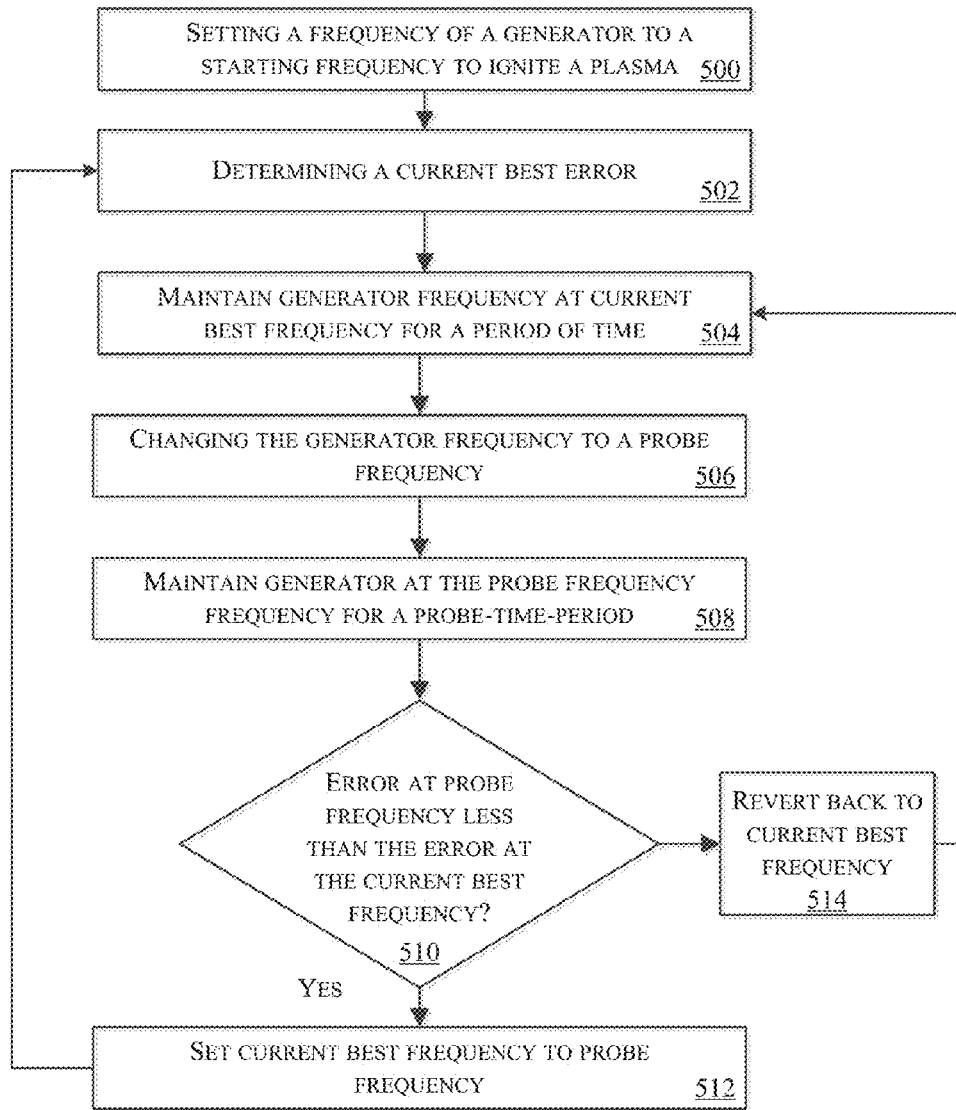 SETTING A FREQUENCY OF A GENERATOR TO A
STARTING FREQUENCY TO IGNITE A PLASMA
500
DETERMINING A CURRENT BEST ERROR
502
MAINTAIN GENERATOR FREQUENCY AT CURRENT
BEST FREQUENCY FOR A PERIOD OF TIME
504
CHANGING THE GENERATOR FREQUENCY TO A PROBE
FREQUENCY
506
MAINTAIN GENERATOR AT THE PROBE FREQUENCY
FREQUENCY FOR A PROBE-TIME-PERIOD
508
ERROR AT PROBE
FREQUENCY LESS
THAN THE ERROR AT
THE CURRENT BEST
FREQUENCY?
510
REVERT BACK TO
CURRENT BEST
FREQUENCY
514
YES
SET CURRENT BEST FREQUENCY TO PROBE
FREQUENCY
512